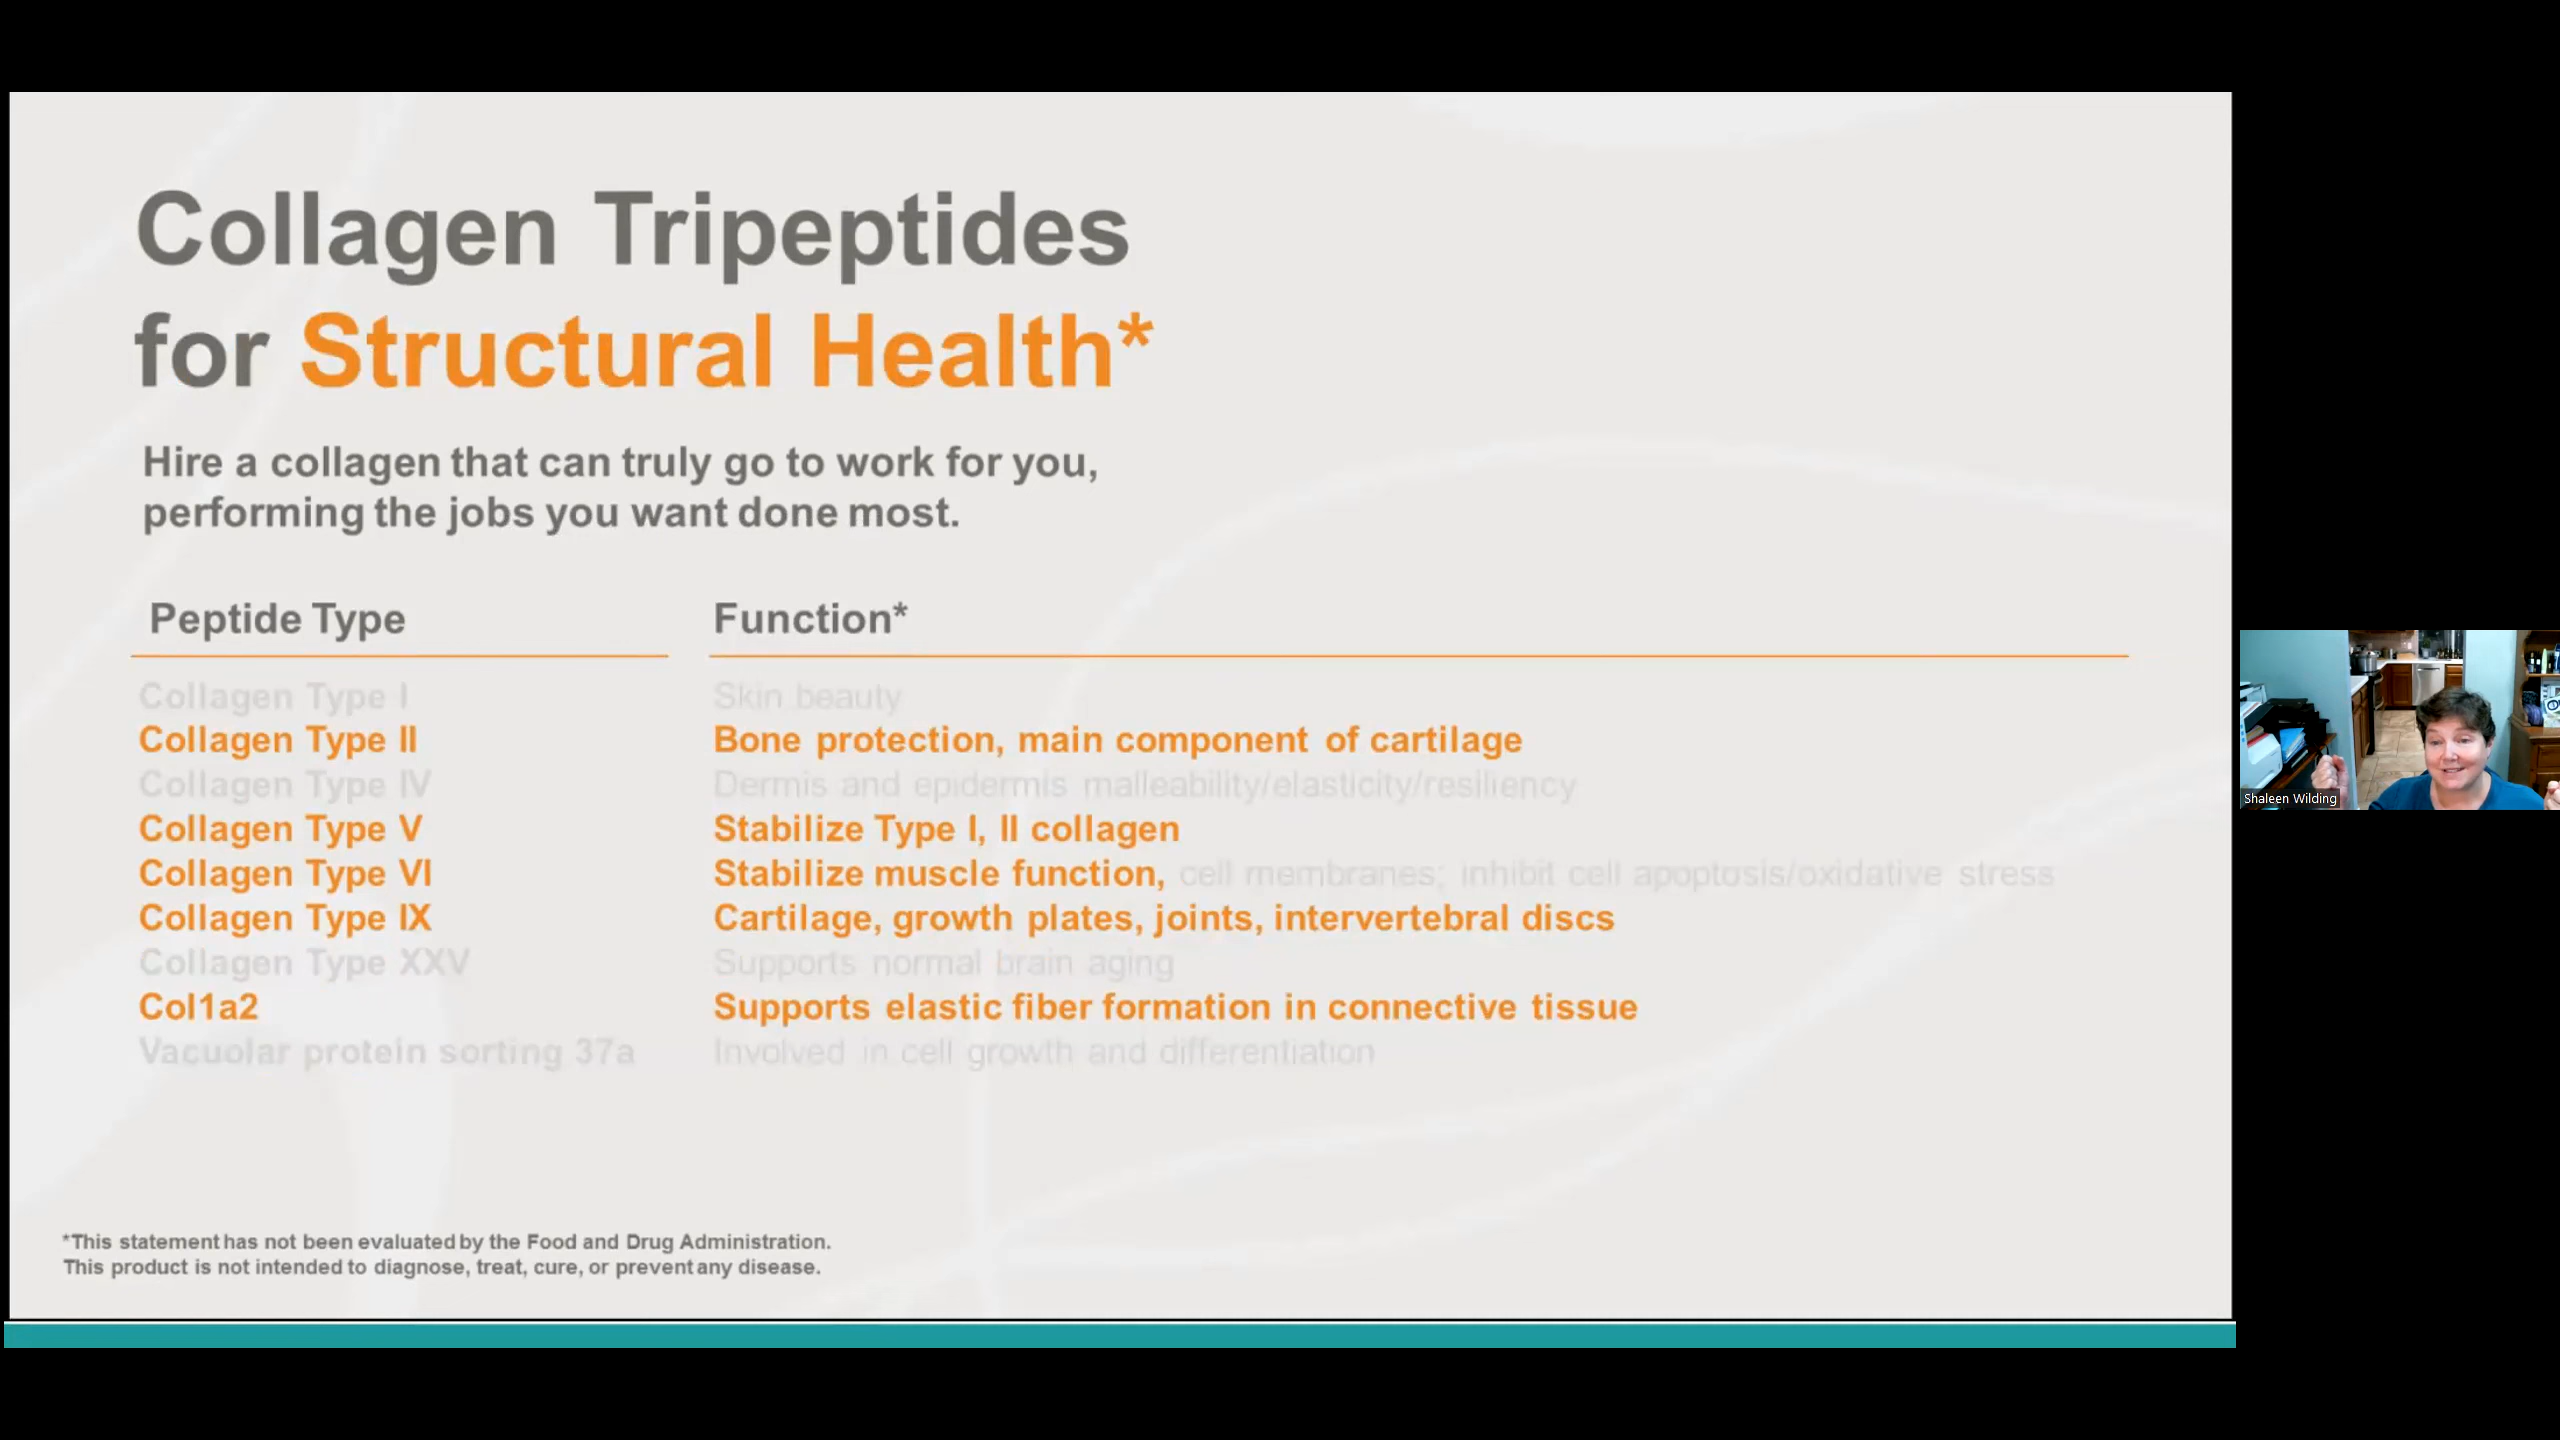 Collagen Tripeptides
for Structural Health*
Hire a collagen that can truly go to work for you,
performing the jobs you want done most.
Peptide Type Function*
Collagen Type I Skin beauty
Collagen Type II Bone protection, main component of cartilage
Collagen Type IV Dermis and epidermis malleability/elasticity/resiliency
Collagen Type V Stabilize Type I, II collagen
Collagen Type VI Stabilize muscle function, cell membranes; inhibit cell apoptosis/oxidative stress
Collagen Type IX Cartilage, growth plates, joints, intervertebral discs
Collagen Type XXV Supports normal brain aging
Col1a2 Supports elastic fiber formation in connective tissue
Vacuolar protein sorting 37a Involved in cell growth and differentiation
*This statement has not been evaluated by the Food and Drug Administration.
This product is not intended to diagnose, treat, cure, or prevent any disease.
Shaleen Wilding